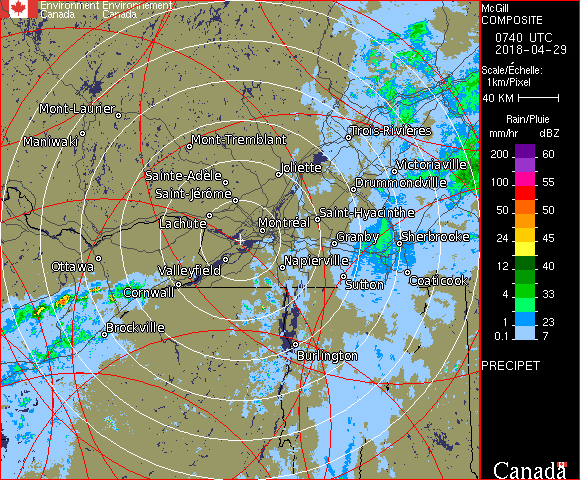 Environment Environnement
Canada Canada
McGill
COMPOSITE
0740 UTC
2018-04-29
Scale/Échelle:
1km/Pixel
40 KM
Rain/Pluie
mm/hr dBZ
200 60
150 57
100 55
50 50
24 45
12 40
4 33
1 23
0.1 7
PRECIPET
Canada
Mont-Laurier
Maniwaki
Mont-Tremblant
Trois-Rivières
Joliette
Victoriaville
Sainte-Adèle
Drummondville
Saint-Jérôme
Lachute
Saint-Hyacinthe
Montréal
Granby
Sherbrooke
Ottawa
Valleyfield
Napierville
Coaticook
Sutton
Cornwall
Brockville
Burlington